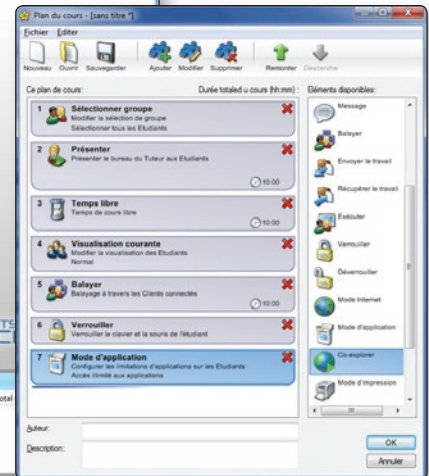 Plan du cours - [sans titre *]
Fichier Editer
Nouveau Ouvrir Sauvegarder Ajouter Modifier Supprimer Remonter Descendre
Ce plan de cours: Durée totaled u cours (hh:mm) : Eléments disponibles:
1 Sélectionner groupe
Modifier la sélection de groupe
Sélectionner tous les Etudiants
2 Présenter
Présenter le bureau du Tuteur aux Etudiants
10:00
3 Temps libre
Temps de cours libre
10:00
4 Visualisation courante
Modifier la visualisation des Etudiants
Normal
5 Balayer
Balayage à travers les Clients connectés
10:00
6 Verrouiller
Verrouiller le clavier et la souris de l'étudiant
7 Mode d'application
Configurer les limitations d'applications sur les Etudiants
Accès illimité aux applications
Message
Balayer
Envoyer le travail
Récupérer le travail
Exécuter
Verrouiller
Déverrouiller
Mode Internet
Mode d'application
Co-explorer
Mode d'impression
Auteur:
Description:
OK
Annuler